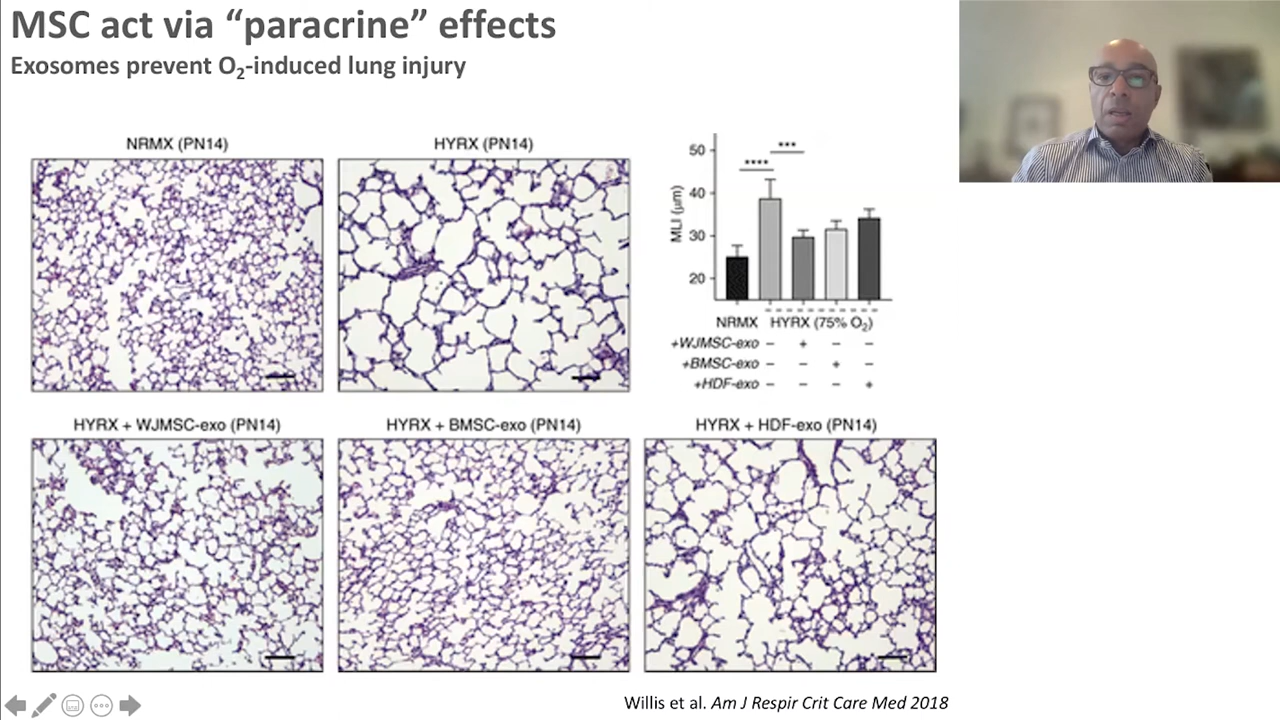 MSC act via “paracrine” effects
Exosomes prevent O₂-induced lung injury
NRMX (PN14)
HYRX (PN14)
50
40
30
20
MLI (μm)
****
***
NRMX HYRX (75% O₂)
+WJMSC-exo – + – –
+BMSC-exo – – + –
+HDF-exo – – – +
HYRX + WJMSC-exo (PN14)
HYRX + BMSC-exo (PN14)
HYRX + HDF-exo (PN14)
Willis et al. Am J Respir Crit Care Med 2018